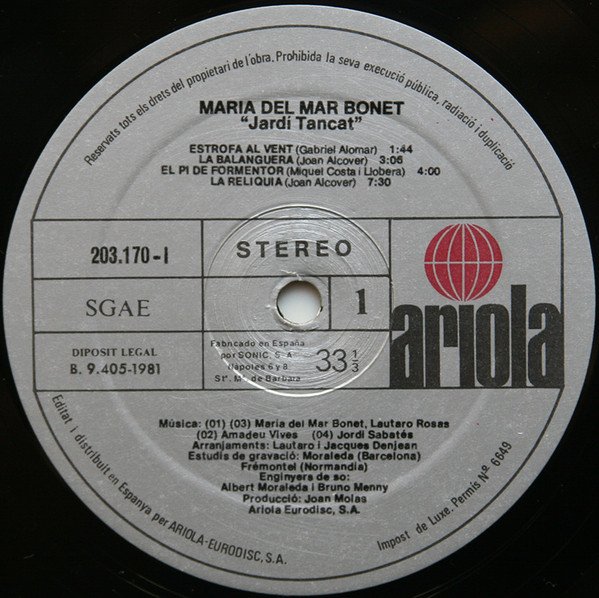 Reservats tots els drets del propietari de l'obra. Prohibida la seva execució pública, radiació i duplicació
MARIA DEL MAR BONET
"Jardí Tancat"
ESTROFA AL VENT (Gabriel Alomar) 1:44
LA BALANGUERA (Joan Alcover) 3:06
EL PI DE FORMENTOR (Miquel Costa i Llobera) 4:00
LA RELIQUIA (Joan Alcover) 7:30
203.170-I
STEREO
SGAE
1
ariola
DIPOSIT LEGAL
B. 9.405-1981
Fabricado en España
por SONIC, S.A.
Nápoles 6 y 8
Stª. Mª. de Barbará
33 1/3
Música: (01) (03) Maria del Mar Bonet, Lautaro Rosas
(02) Amadeu Vives (04) Jordi Sabatés
Arranjaments: Lautaro i Jacques Denjean
Estudis de gravació: Moraleda (Barcelona)
Frémontel (Normandia)
Enginyers de so:
Albert Moraleda i Bruno Menny
Producció: Joan Molas
Ariola Eurodisc, S.A.
Editat i distribuit en Espanya per ARIOLA-EURODISC, S.A.
Impost de Luxe. Permis Nº 6649